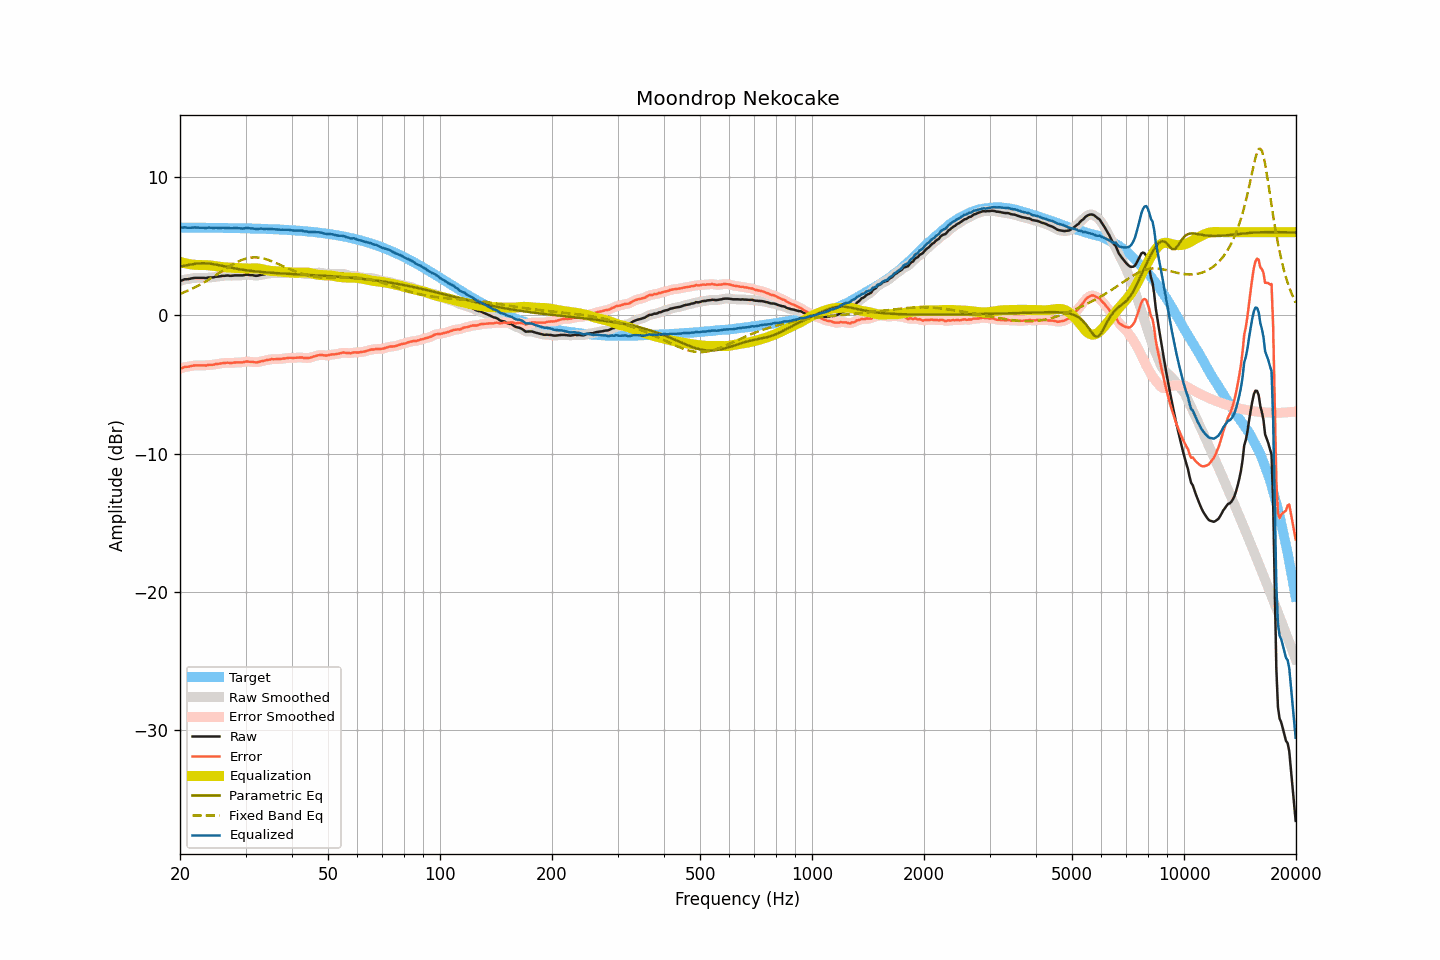 Moondrop Nekocake
10
0
−10
−20
−30
Amplitude (dBr)
Target
Raw Smoothed
Error Smoothed
Raw
Error
Equalization
Parametric Eq
Fixed Band Eq
Equalized
20 50 100 200 500 1000 2000 5000 10000 20000
Frequency (Hz)